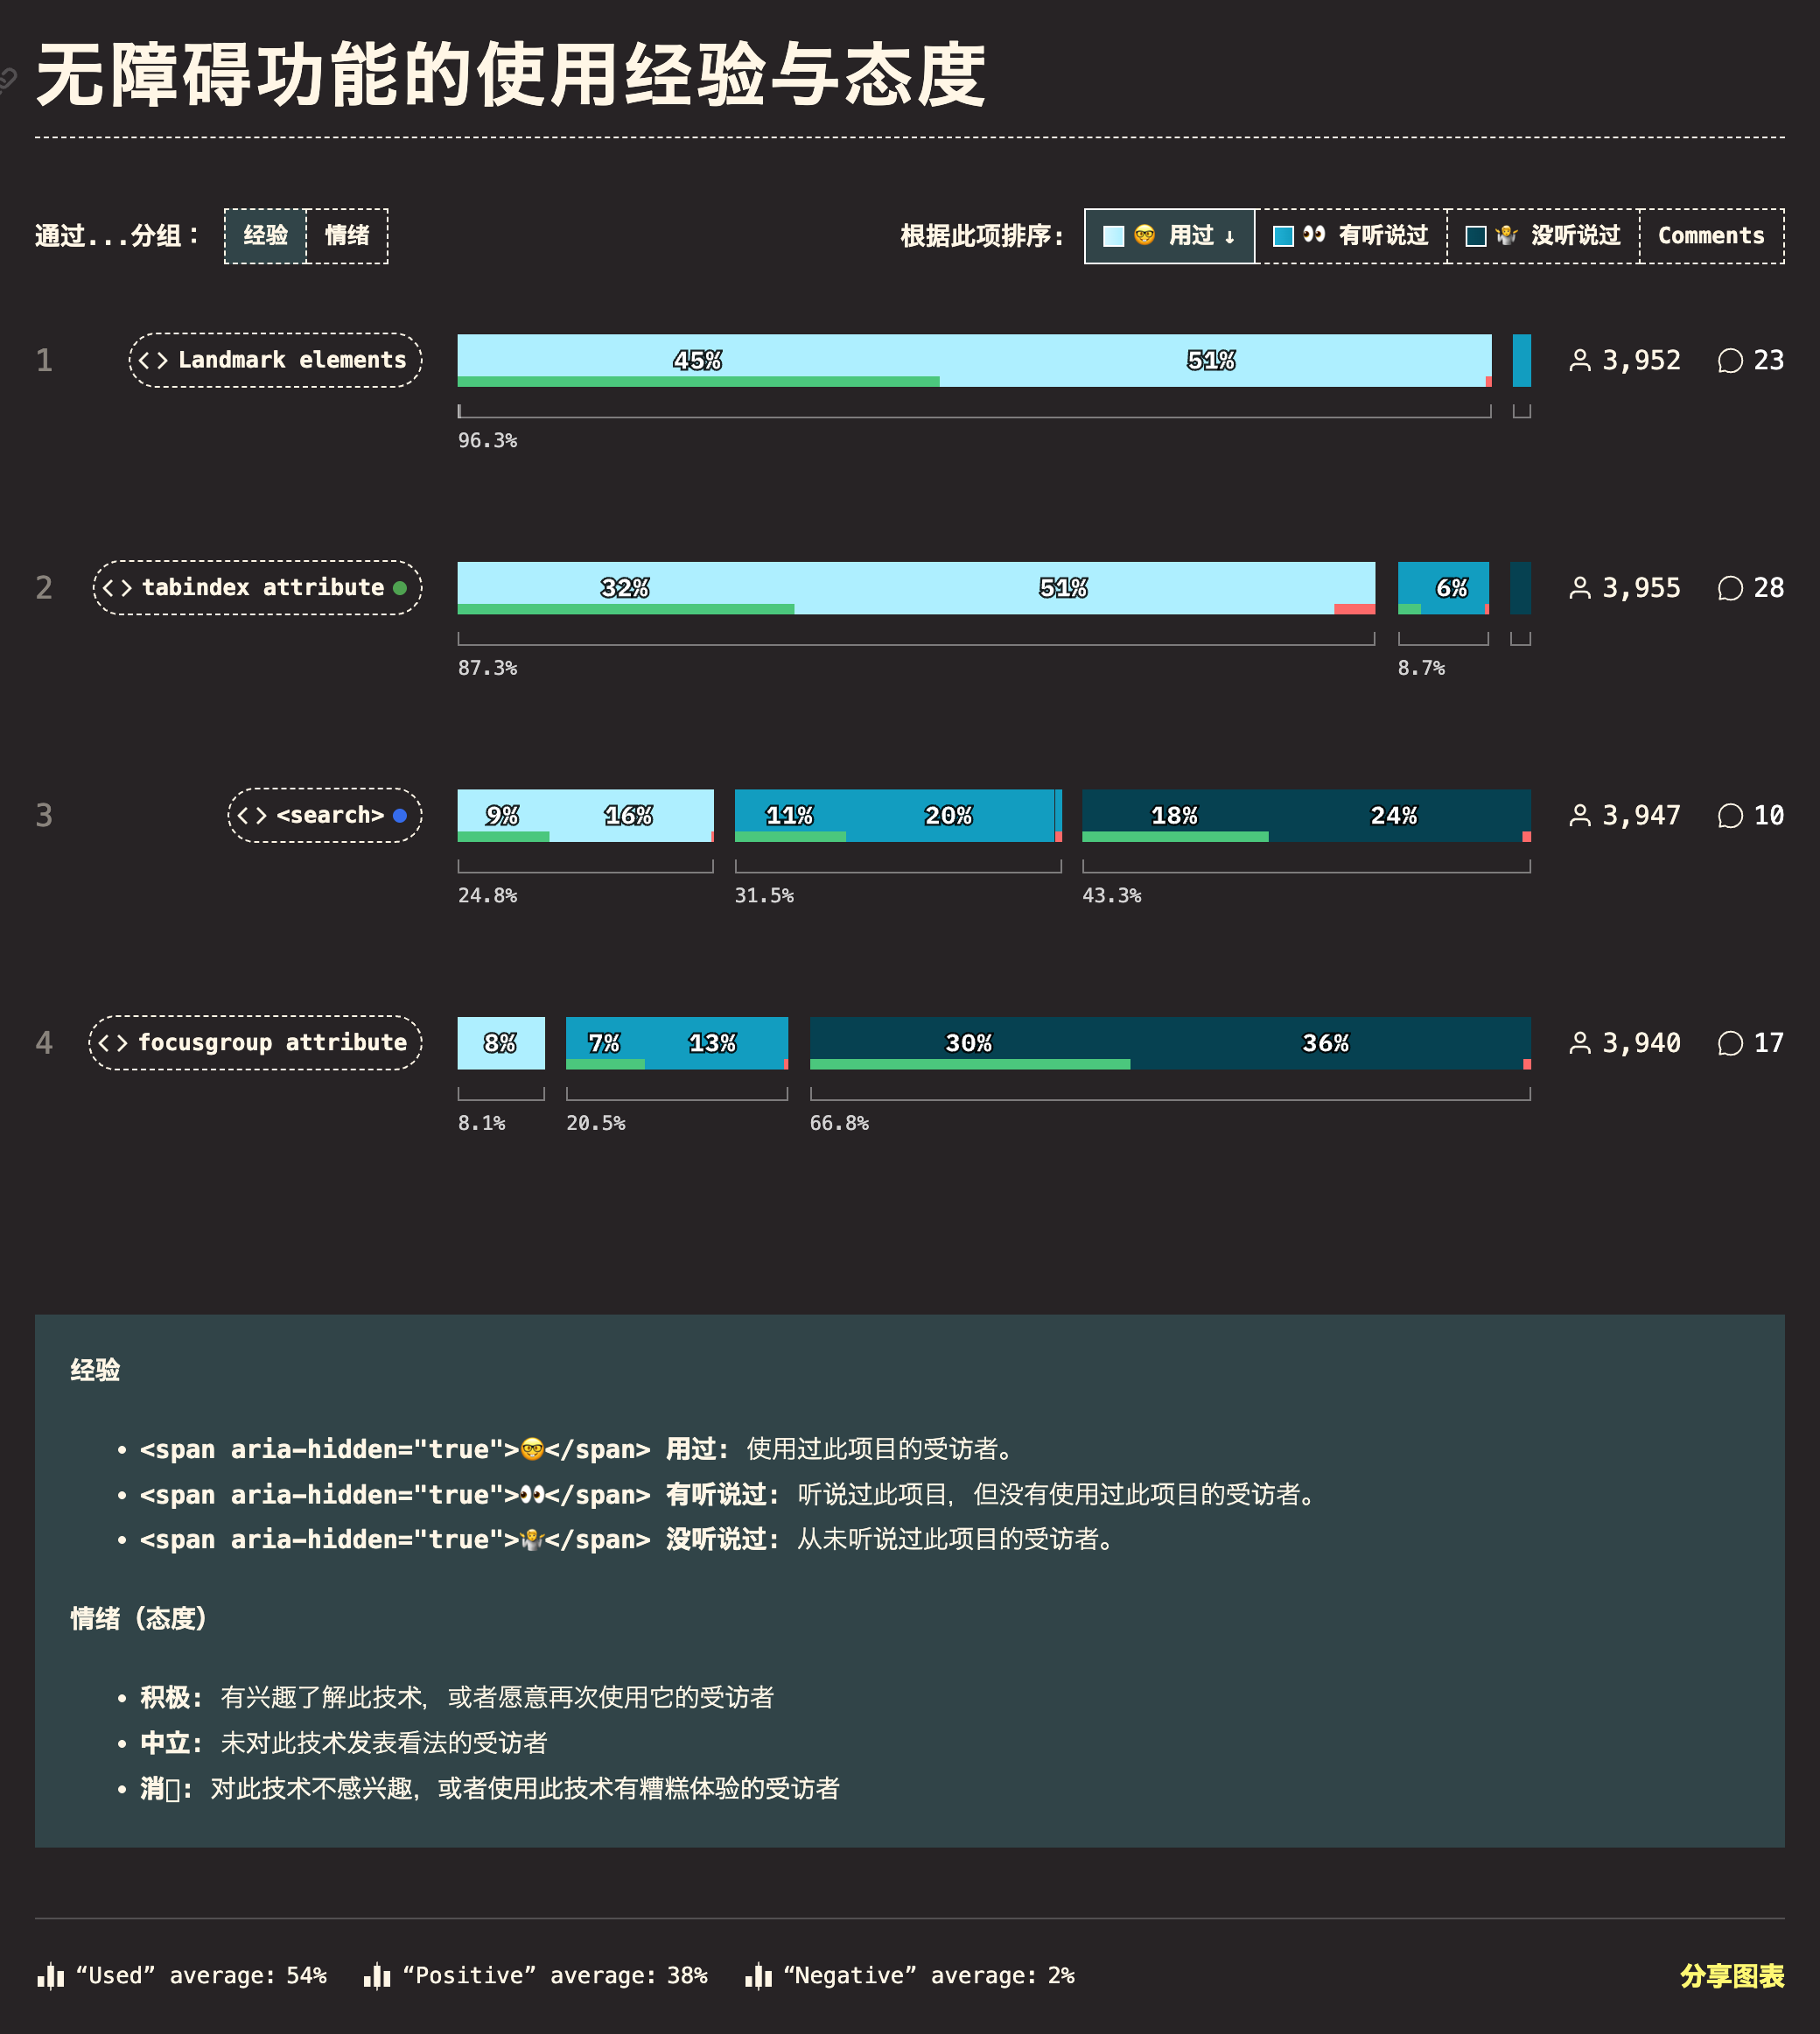 无障碍功能的使用经验与态度
通过...分组： 经验 情绪 根据此项排序: 🤓 用过 ↓ 👀 有听说过 🤷 没听说过 Comments
1 <> Landmark elements 45% 51% 3,952 23
96.3%
2 <> tabindex attribute 32% 51% 6% 3,955 28
87.3% 8.7%
3 <> <search> 9% 16% 11% 20% 18% 24% 3,947 10
24.8% 31.5% 43.3%
4 <> focusgroup attribute 8% 7% 13% 30% 36% 3,940 17
8.1% 20.5% 66.8%
经验
• <span aria-hidden="true">🤓</span> 用过: 使用过此项目的受访者。
• <span aria-hidden="true">👀</span> 有听说过: 听说过此项目，但没有使用过此项目的受访者。
• <span aria-hidden="true">🤷</span> 没听说过: 从未听说过此项目的受访者。
情绪（态度）
• 积极: 有兴趣了解此技术，或者愿意再次使用它的受访者
• 中立: 未对此技术发表看法的受访者
• 消▯: 对此技术不感兴趣，或者使用此技术有糟糕体验的受访者
“Used” average: 54% “Positive” average: 38% “Negative” average: 2% 分享图表